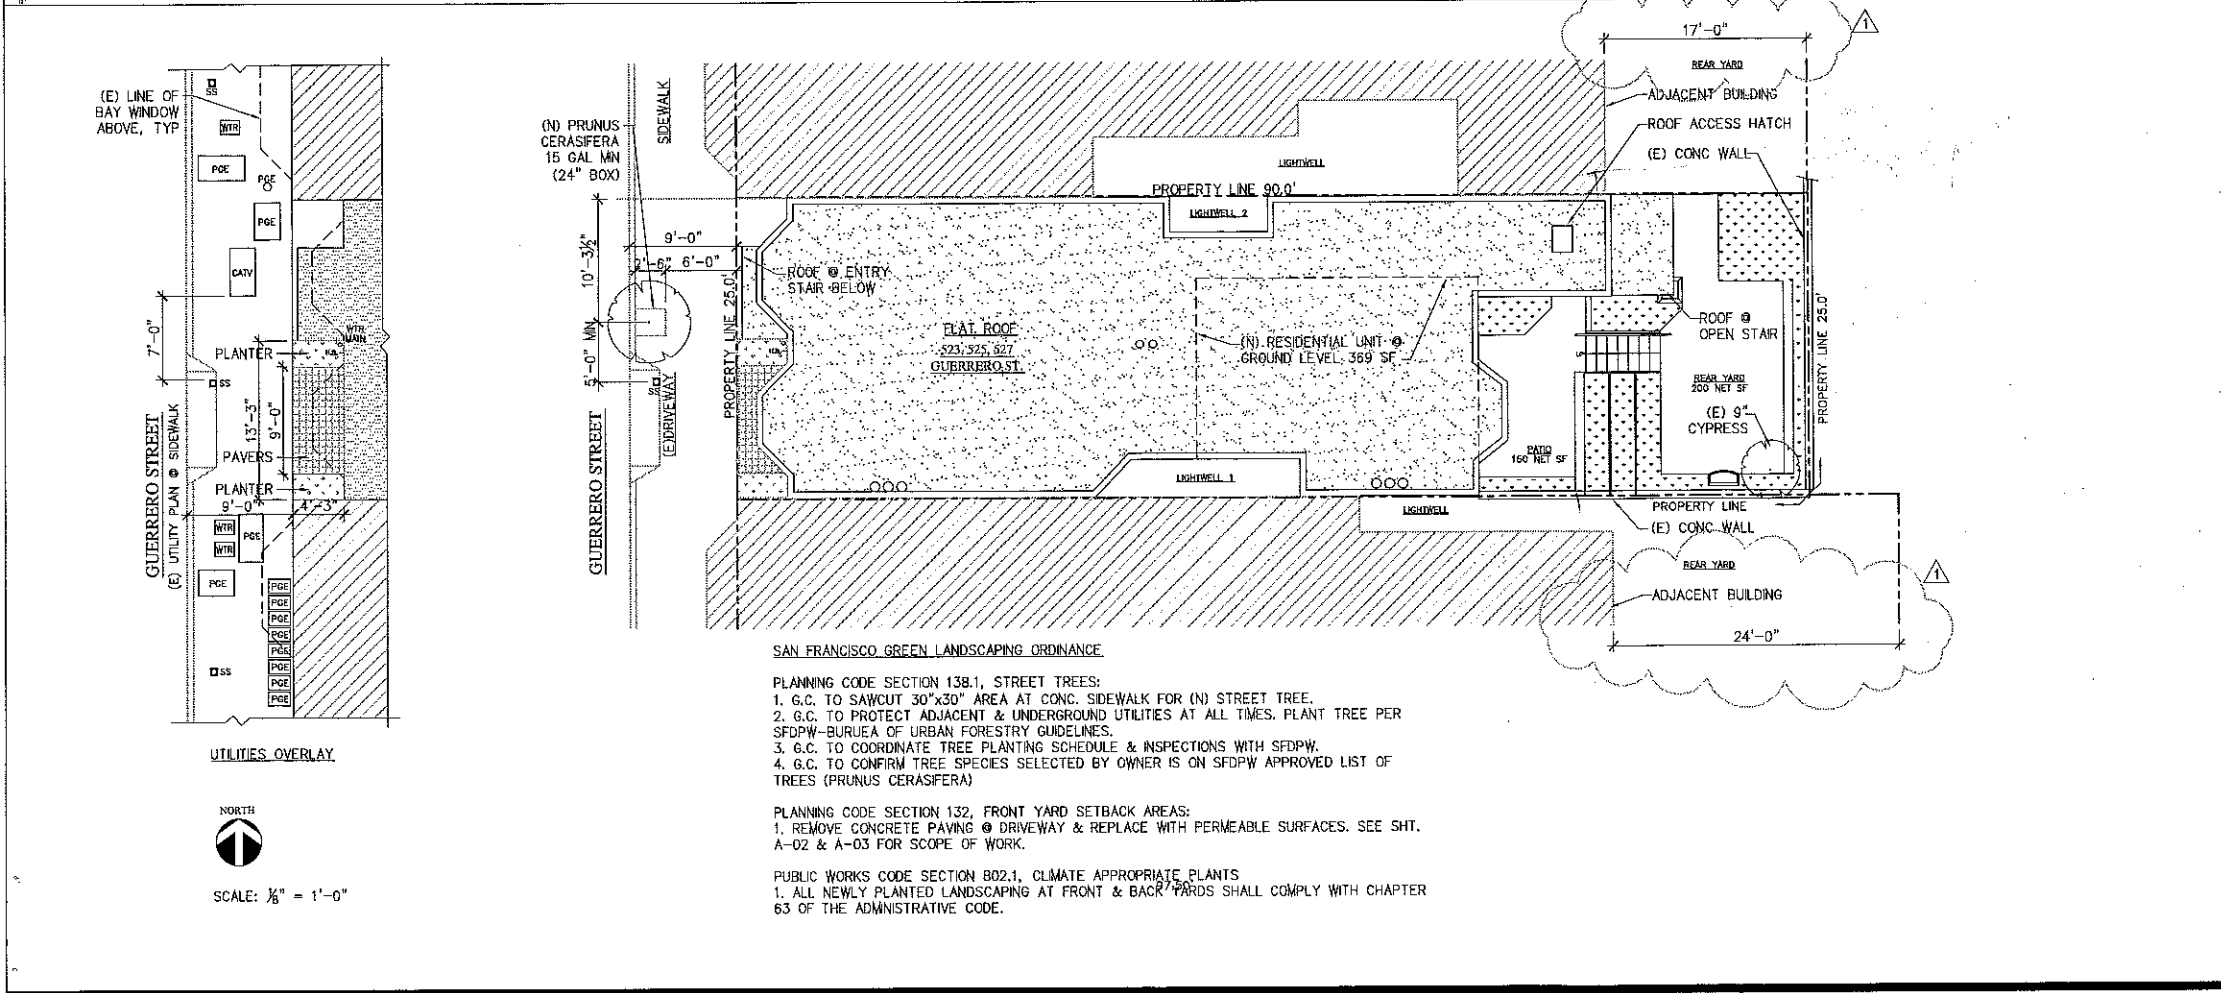 17'-0"
1
REAR YARD
ADJACENT BUILDING
ROOF ACCESS HATCH
(E) CONC WALL
(E) LINE OF
BAY WINDOW
ABOVE, TYP
SS
WTR
PGE
PGE
PGE
CATV
7'-0"
WTR
MAIN
PLANTER
SS
13'-3"
9'-0"
PAVERS
PLANTER
9'-0"
4'-3"
GUERRERO STREET
(E) UTILITY PLAN @ SIDEWALK
WTR
WTR
PGE
PGE
PGE
PGE
PGE
PGE
PGE
PGE
PGE
PGE
SS
UTILITIES OVERLAY
NORTH
SCALE: 1/8" = 1'-0"
(N) PRUNUS
CERASIFERA
15 GAL MIN
(24" BOX)
SIDEWALK
10'-3½"
9'-0"
2'-6"
6'-0"
5'-0" MIN
SS
(E)DRIVEWAY
GUERRERO STREET
PROPERTY LINE 25.0'
ROOF @ ENTRY
STAIR BELOW
LIGHTWELL
PROPERTY LINE 90.0'
LIGHTWELL 2
FLAT ROOF
523, 525, 527
GUERRERO ST.
(N) RESIDENTIAL UNIT @
GROUND LEVEL, 369 SF
ROOF @
OPEN STAIR
REAR YARD
200 NET SF
(E) 9"
CYPRESS
PROPERTY LINE 25.0'
PATIO
160 NET SF
LIGHTWELL 1
LIGHTWELL
PROPERTY LINE
(E) CONC WALL
REAR YARD
1
ADJACENT BUILDING
24'-0"
SAN FRANCISCO GREEN LANDSCAPING ORDINANCE
PLANNING CODE SECTION 138.1, STREET TREES:
1. G.C. TO SAWCUT 30"x30" AREA AT CONC. SIDEWALK FOR (N) STREET TREE.
2. G.C. TO PROTECT ADJACENT & UNDERGROUND UTILITIES AT ALL TIMES. PLANT TREE PER
SFDPW-BURUEA OF URBAN FORESTRY GUIDELINES.
3. G.C. TO COORDINATE TREE PLANTING SCHEDULE & INSPECTIONS WITH SFDPW.
4. G.C. TO CONFIRM TREE SPECIES SELECTED BY OWNER IS ON SFDPW APPROVED LIST OF
TREES (PRUNUS CERASIFERA)
PLANNING CODE SECTION 132, FRONT YARD SETBACK AREAS:
1. REMOVE CONCRETE PAVING @ DRIVEWAY & REPLACE WITH PERMEABLE SURFACES. SEE SHT.
A-02 & A-03 FOR SCOPE OF WORK.
PUBLIC WORKS CODE SECTION 802.1, CLIMATE APPROPRIATE PLANTS
1. ALL NEWLY PLANTED LANDSCAPING AT FRONT & BACK YARDS SHALL COMPLY WITH CHAPTER
63 OF THE ADMINISTRATIVE CODE.